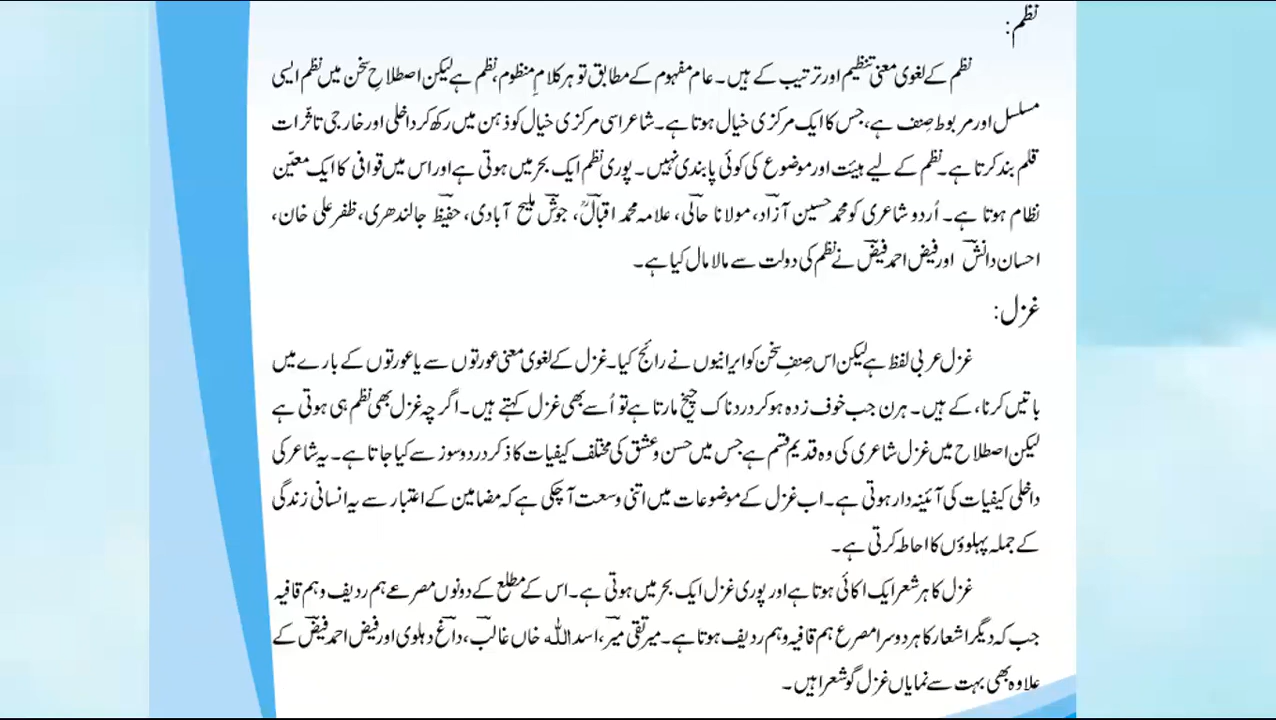 نظم:
نظم کے لغوی معنی تنظیم اور ترتیب کے ہیں۔ عام مفہوم کے مطابق تو ہر کلامِ منظوم، نظم ہے لیکن اصطلاحِ سخن میں نظم ایسی
مسلسل اور مربوط صِنف ہے، جس کا ایک مرکزی خیال ہوتا ہے۔ شاعر اسی مرکزی خیال کو ذہن میں رکھ کر داخلی اور خارجی تاثّرات
قلم بند کرتا ہے۔ نظم کے لیے ہیئت اور موضوع کی کوئی پابندی نہیں۔ پوری نظم ایک بحر میں ہوتی ہے اور اس میں قوافی کا ایک معیّن
نظام ہوتا ہے۔ اُردو شاعری کو محمد حسین آزادؔ، مولانا حالیؔ، علامہ محمد اقبالؔؒ، جوشؔ ملیح آبادی، حفیظؔ جالندھری، ظفر علی خان،
احسان دانشؔ اور فیض احمد فیضؔ نے نظم کی دولت سے مالا مال کیا ہے۔
غزل:
غزل عربی لفظ ہے لیکن اس صنفِ سخن کو ایرانیوں نے رائج کیا۔ غزل کے لغوی معنی عورتوں سے یا عورتوں کے بارے میں
باتیں کرنا، کے ہیں۔ ہرن جب خوف زدہ ہو کر دردناک چیخ مارتا ہے تو اُسے بھی غزل کہتے ہیں۔ اگرچہ غزل بھی نظم ہی ہوتی ہے
لیکن اصطلاح میں غزل شاعری کی وہ قدیم قسم ہے جس میں حسن و عشق کی مختلف کیفیات کا ذکر درد و سوز سے کیا جاتا ہے۔ یہ شاعر کی
داخلی کیفیات کی آئینہ دار ہوتی ہے۔ اب غزل کے موضوعات میں اتنی وسعت آ چکی ہے کہ مضامین کے اعتبار سے یہ انسانی زندگی
کے جملہ پہلوؤں کا احاطہ کرتی ہے۔
غزل کا ہر شعر ایک اکائی ہوتا ہے اور پوری غزل ایک بحر میں ہوتی ہے۔ اس کے مطلع کے دونوں مصرعے ہم ردیف و ہم قافیہ
جب کہ دیگر اشعار کا ہر دوسرا مصرع ہم قافیہ و ہم ردیف ہوتا ہے۔ میر تقی میرؔ، اسد اللہ خاں غالبؔ، داغؔ دہلوی اور فیض احمد فیضؔ کے
علاوہ بھی بہت سے نمایاں غزل گو شعرا ہیں۔